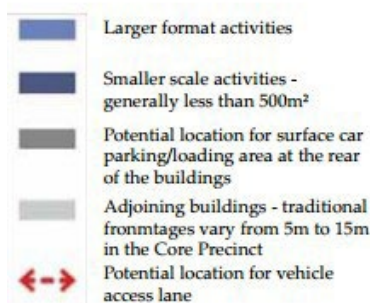 Larger format activities
Smaller scale activities -
generally less than 500m²
Potential location for surface car
parking/loading area at the rear
of the buildings
Adjoining buildings - traditional
fronmtages vary from 5m to 15m
in the Core Precinct
Potential location for vehicle
access lane